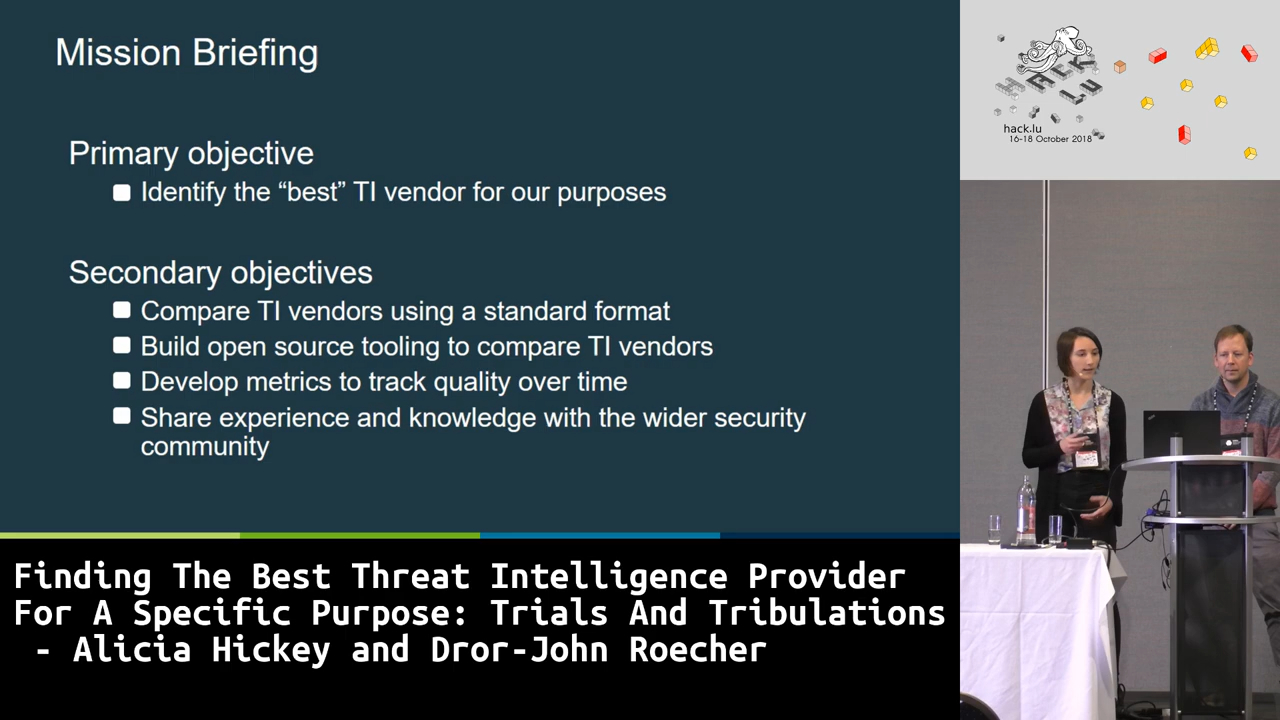 Mission Briefing
Primary objective
Identify the “best” TI vendor for our purposes
Secondary objectives
Compare TI vendors using a standard format
Build open source tooling to compare TI vendors
Develop metrics to track quality over time
Share experience and knowledge with the wider security
community
HACK
LU
hack.lu
16-18 October 2018
Finding The Best Threat Intelligence Provider
For A Specific Purpose: Trials And Tribulations
- Alicia Hickey and Dror-John Roecher